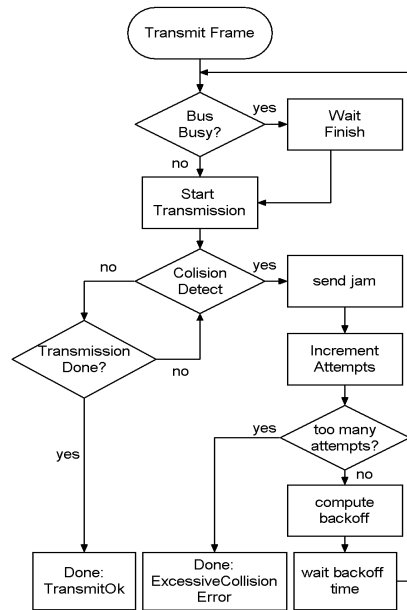 Transmit Frame
Bus
Busy?
yes
Wait
Finish
no
Start
Transmission
no
Colision
Detect
yes
send jam
Transmission
Done?
no
Increment
Attempts
yes
yes
too many
attempts?
no
compute
backoff
Done:
TransmitOk
Done:
ExcessiveCollision
Error
wait backoff
time